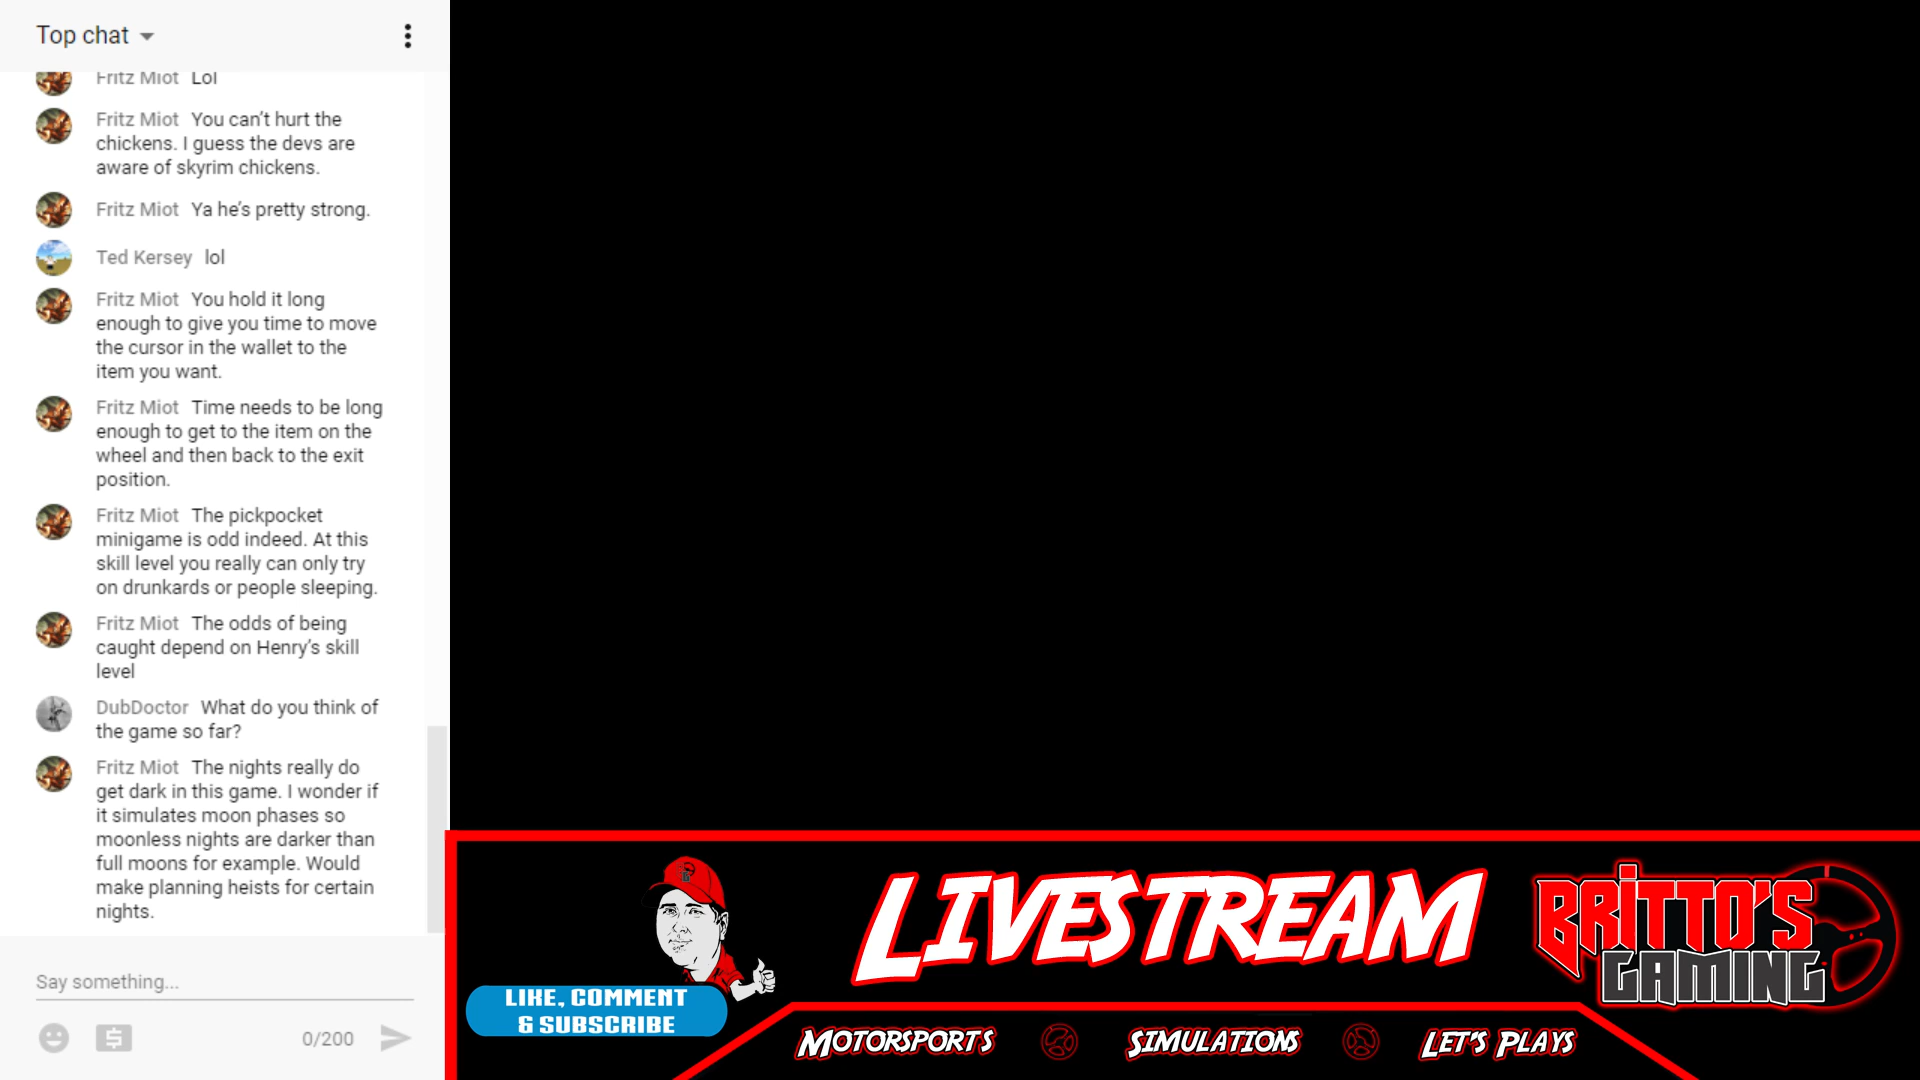 Top chat
Fritz Miot Lol
Fritz Miot You can't hurt the
chickens. I guess the devs are
aware of skyrim chickens.
Fritz Miot Ya he's pretty strong.
Ted Kersey lol
Fritz Miot You hold it long
enough to give you time to move
the cursor in the wallet to the
item you want.
Fritz Miot Time needs to be long
enough to get to the item on the
wheel and then back to the exit
position.
Fritz Miot The pickpocket
minigame is odd indeed. At this
skill level you really can only try
on drunkards or people sleeping.
Fritz Miot The odds of being
caught depend on Henry's skill
level
DubDoctor What do you think of
the game so far?
Fritz Miot The nights really do
get dark in this game. I wonder if
it simulates moon phases so
moonless nights are darker than
full moons for example. Would
make planning heists for certain
nights.
Say something...
0/200
LIKE, COMMENT
& SUBSCRIBE
LIVESTREAM
BRITTO'S
GAMING
MOTORSPORTS
SIMULATIONS
LET'S PLAYS